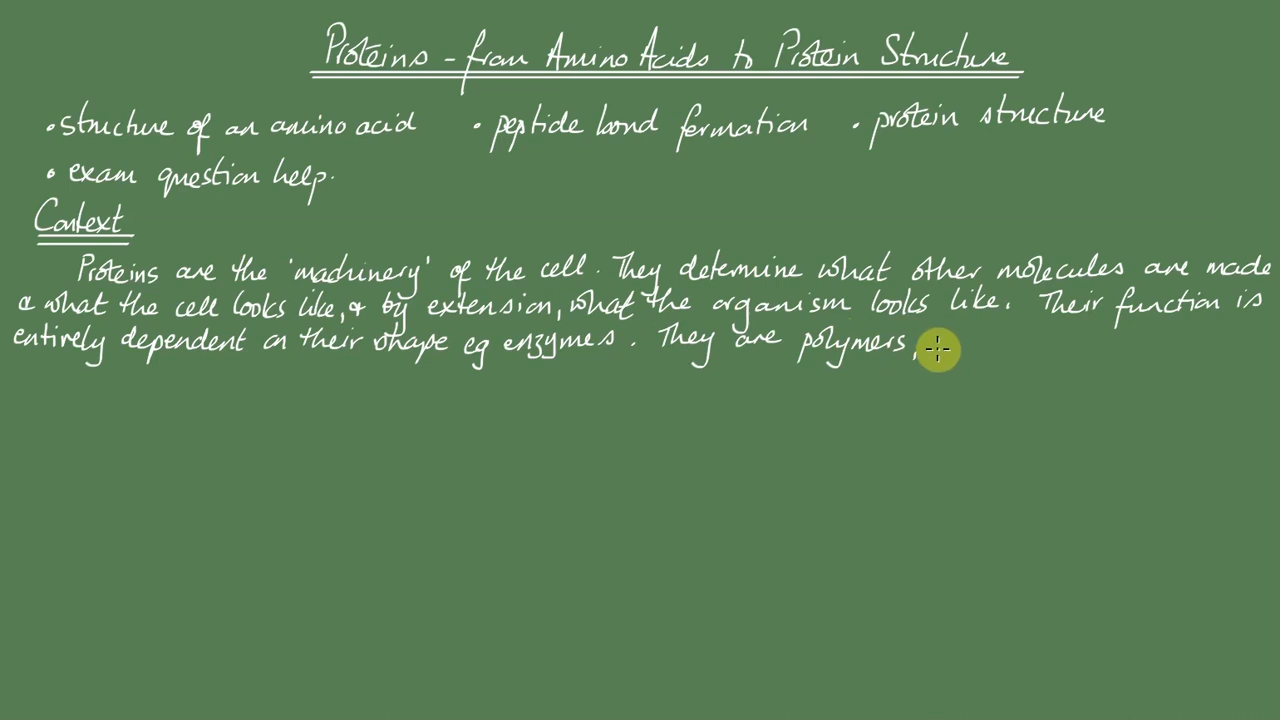 Proteins - from Amino Acids to Protein Structure
• structure of an amino acid • peptide bond formation • protein structure
• exam question help.
Context
Proteins are the 'machinery' of the cell. They determine what other molecules are made
& what the cell looks like, & by extension, what the organism looks like. Their function is
entirely dependent on their shape eg enzymes. They are polymers,